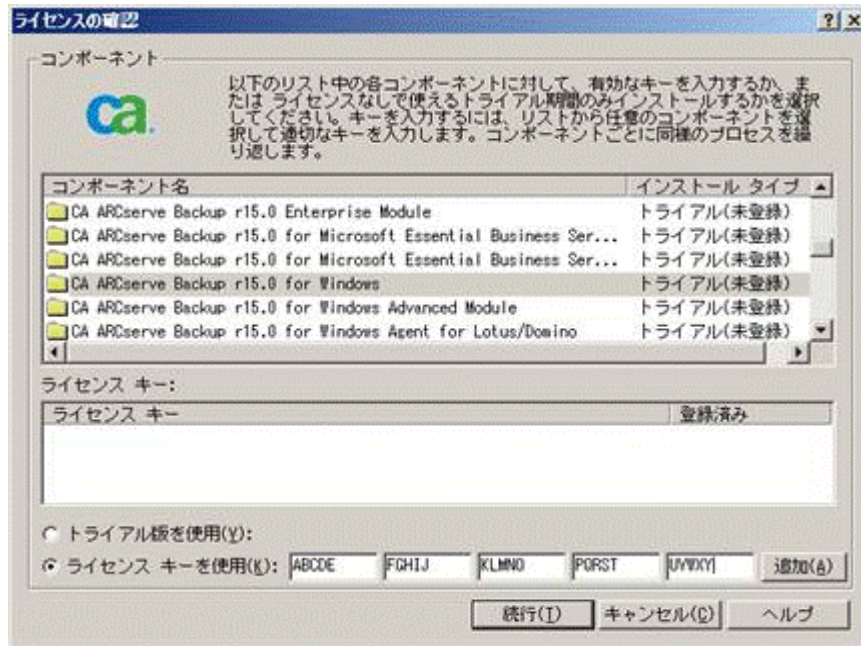 ライセンスの確認
コンポーネント
ca
以下のリスト中の各コンポーネントに対して、有効なキーを入力するか、ま
たは ライセンスなしで使えるトライアル期間のみインストールするかを選択
してください。キーを入力するには、リストから任意のコンポーネントを選
択して適切なキーを入力します。コンポーネントごとに同様のプロセスを繰
り返します。
コンポーネント名 インストール タイプ
CA ARCserve Backup r15.0 Enterprise Module トライアル(未登録)
CA ARCserve Backup r15.0 for Microsoft Essential Business Ser... トライアル(未登録)
CA ARCserve Backup r15.0 for Microsoft Essential Business Ser... トライアル(未登録)
CA ARCserve Backup r15.0 for Windows トライアル(未登録)
CA ARCserve Backup r15.0 for Windows Advanced Module トライアル(未登録)
CA ARCserve Backup r15.0 for Windows Agent for Lotus/Domino トライアル(未登録)
ライセンス キー:
ライセンス キー 登録済み
トライアル版を使用(Y):
ライセンス キーを使用(K): ABCDE FGHIJ KLMNO PQRST UVWXY 追加(A)
続行(T) キャンセル(C) ヘルプ